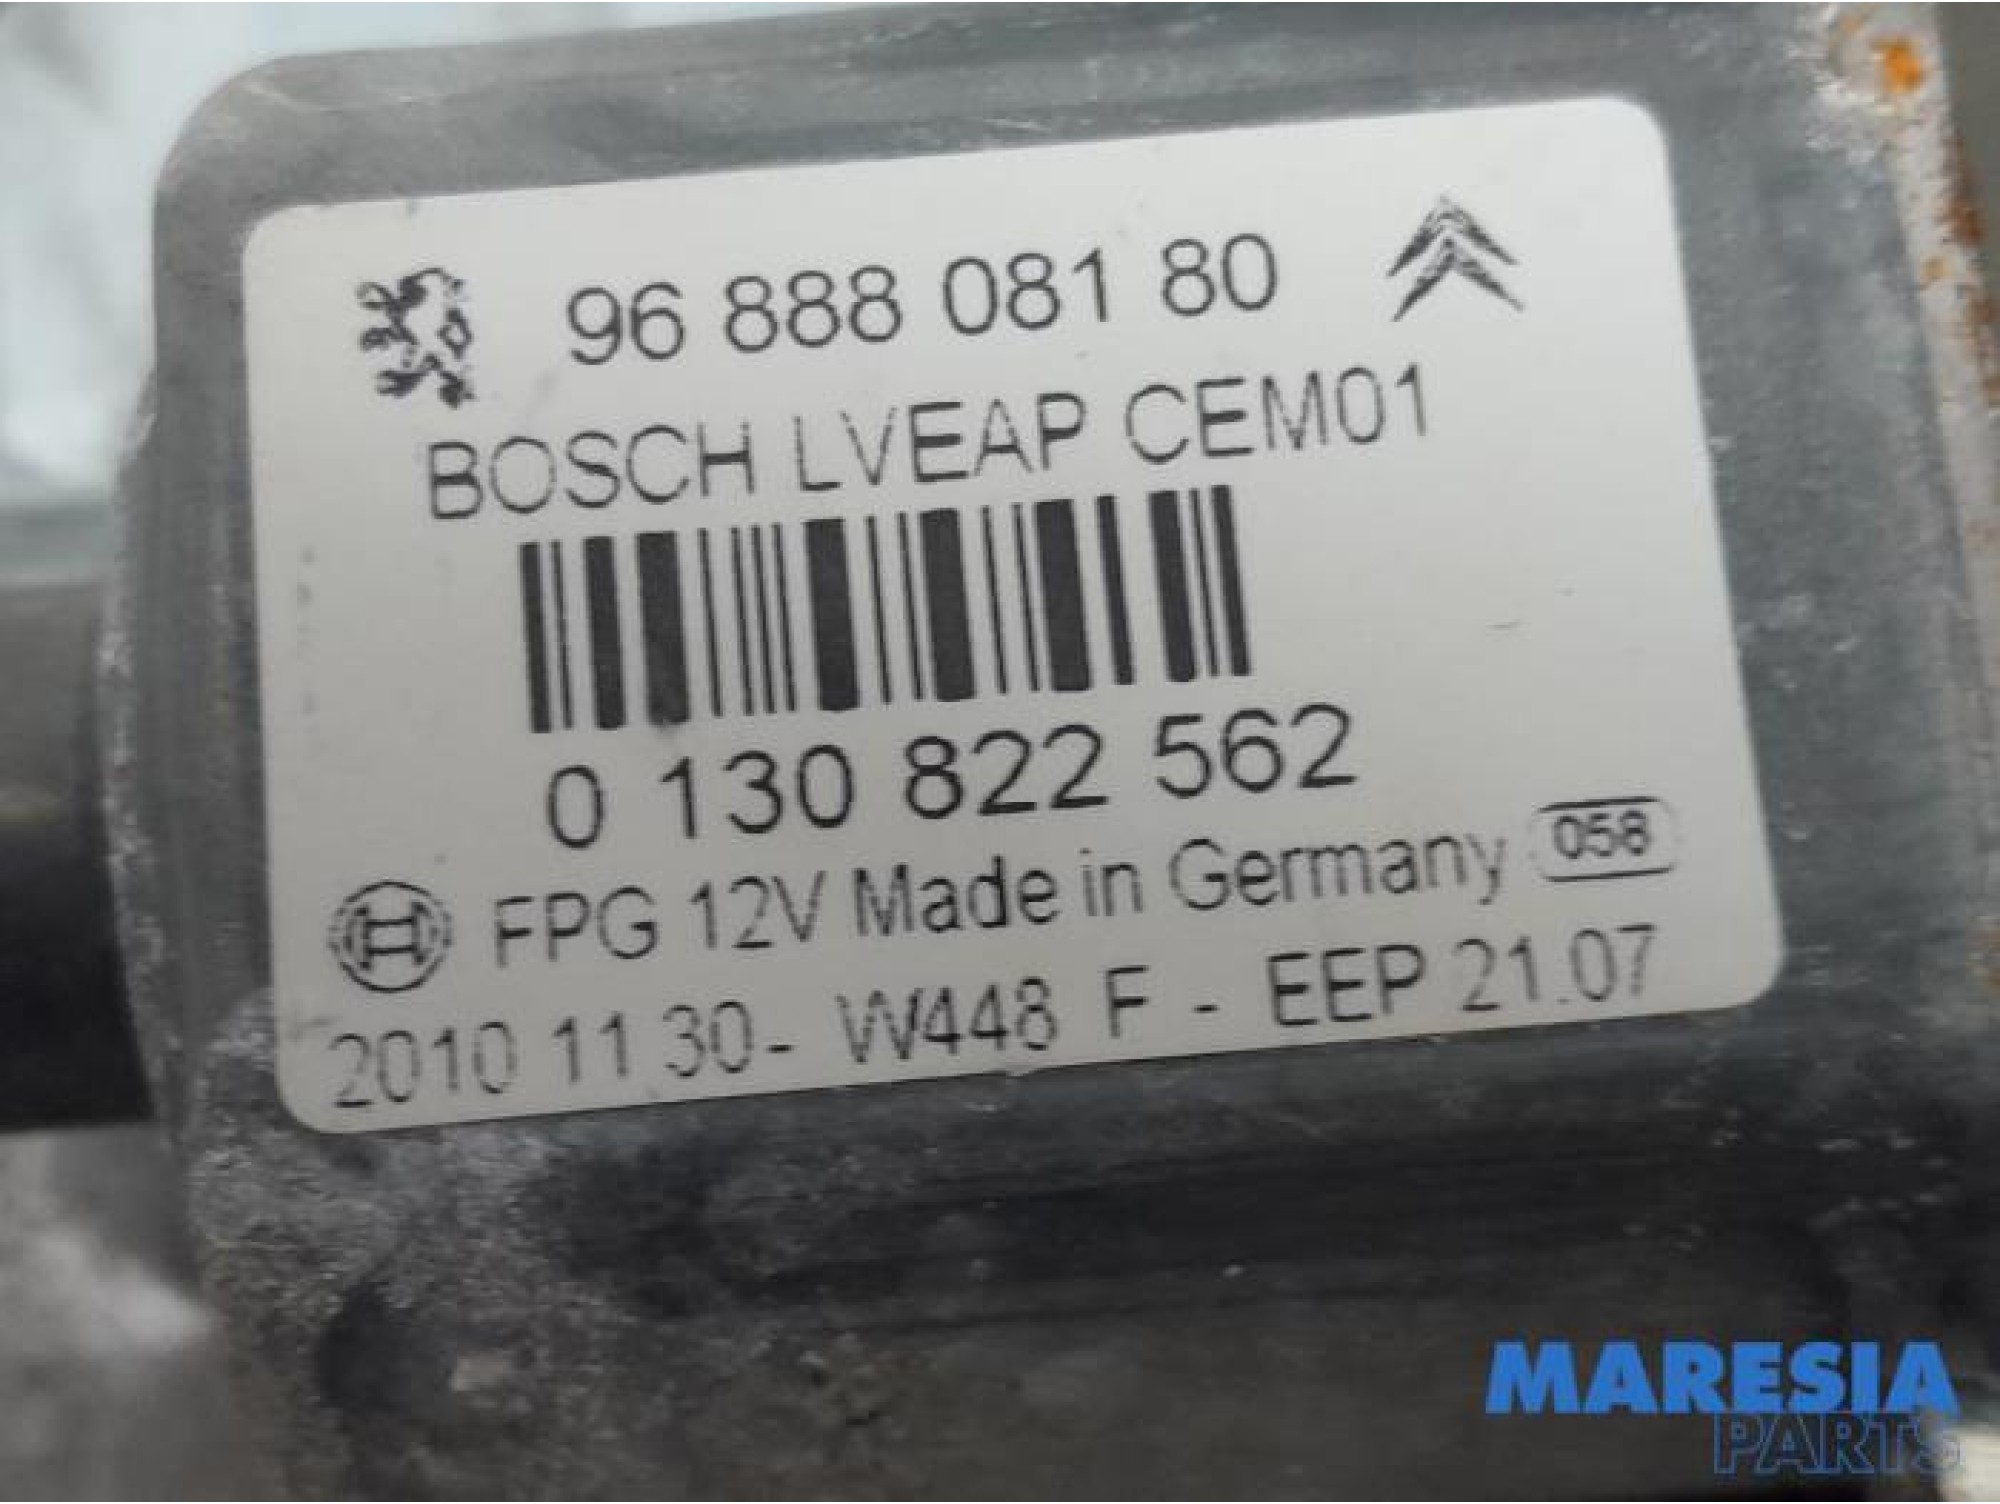 96 888 081 80
BOSCH LVEAP CEM01
0 130 822 562
FPG 12V Made in Germany 058
2010 11 30- W448 F - EEP 21.07
MARESIA
PARTS